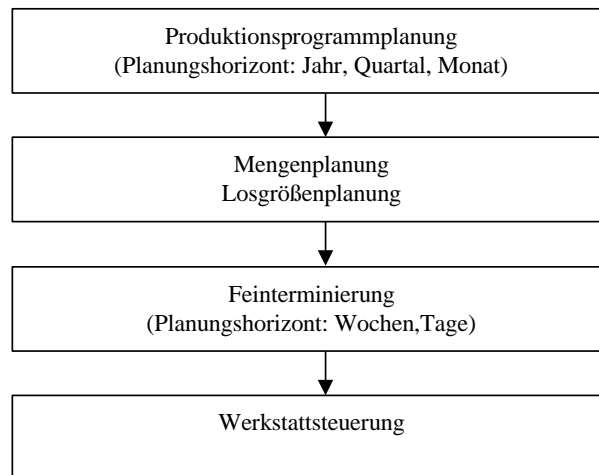 Produktionsprogrammplanung
(Planungshorizont: Jahr, Quartal, Monat)
Mengenplanung
Losgrößenplanung
Feinterminierung
(Planungshorizont: Wochen,Tage)
Werkstattsteuerung